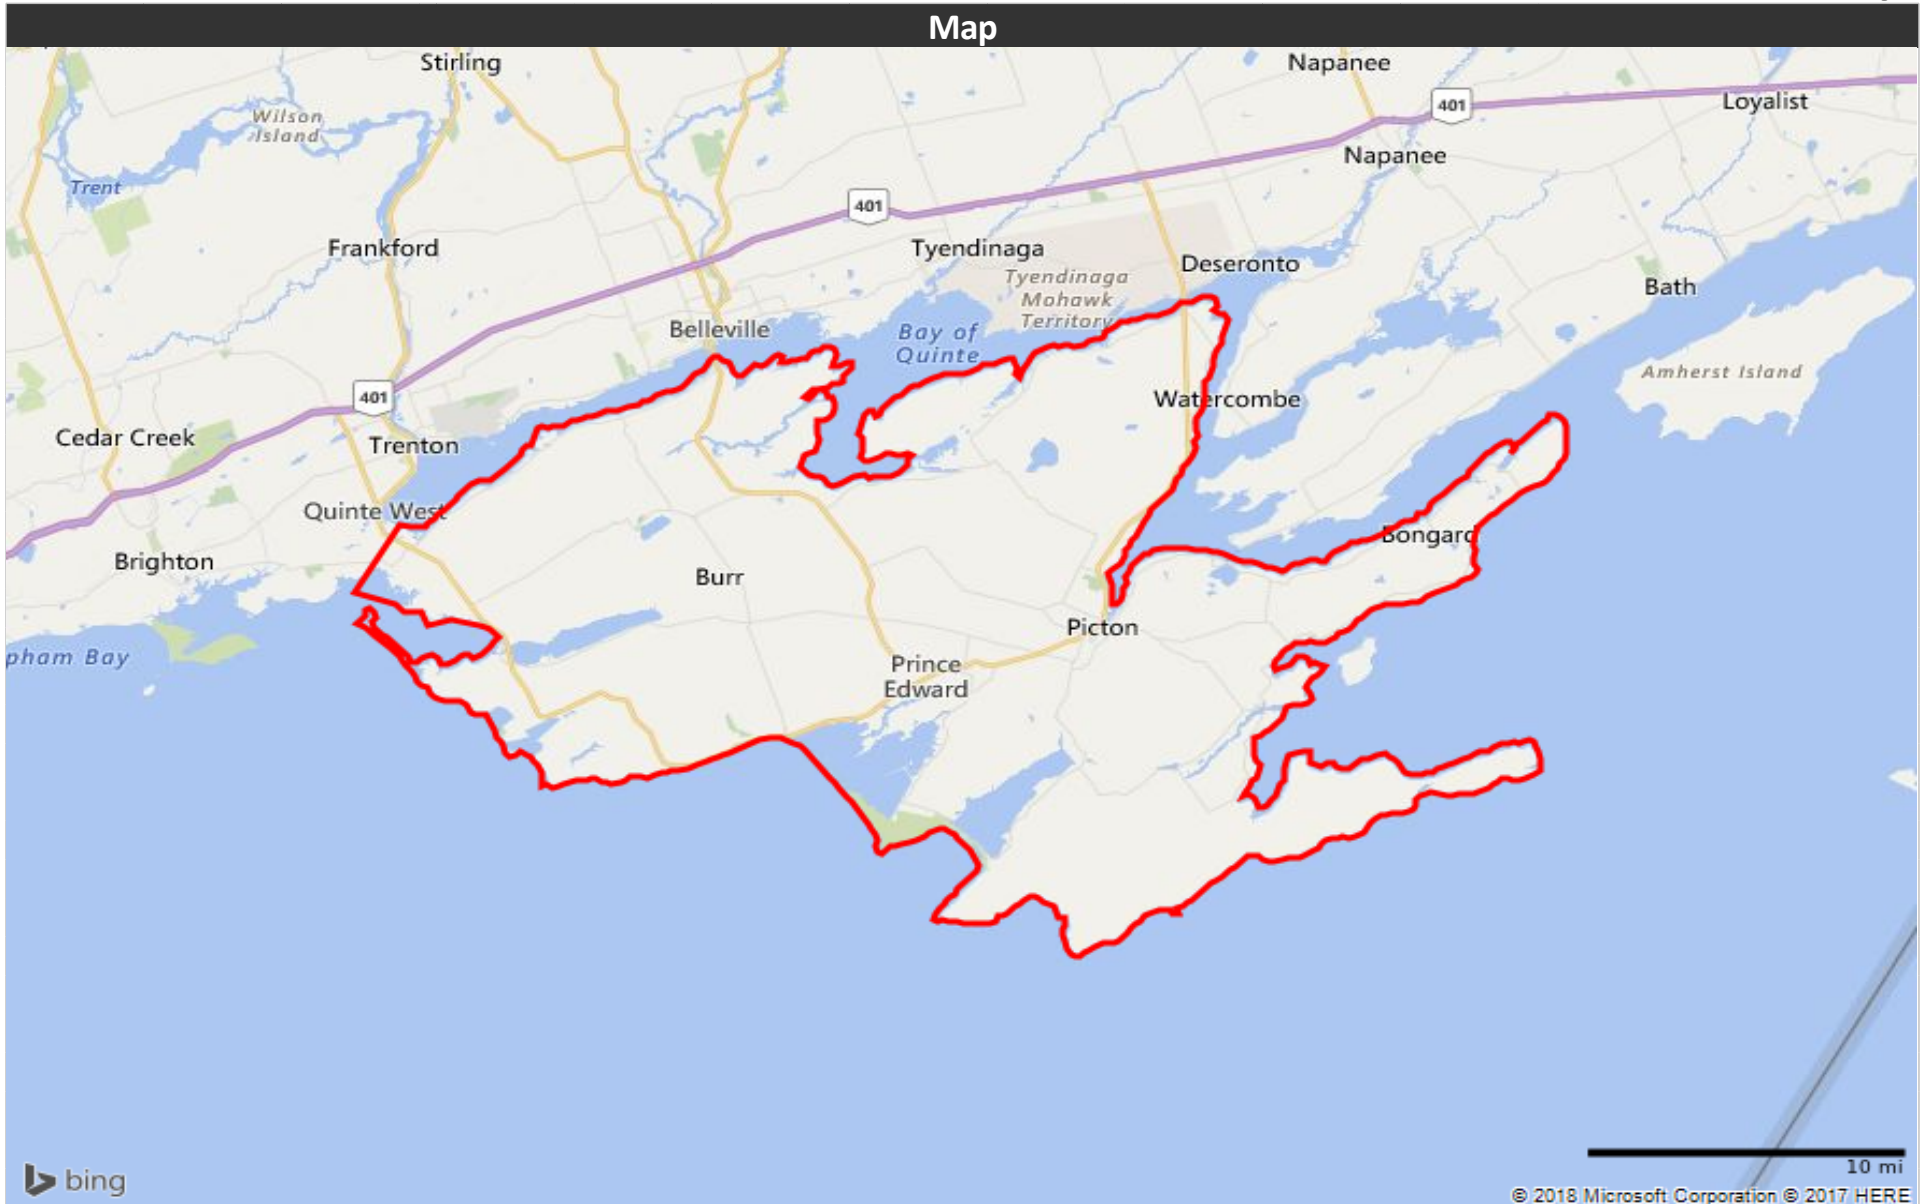 Map
Stirling
Napanee
401
Loyalist
Wilson
Island
Napanee
Trent
401
Frankford
Tyendinaga
Deseronto
Tyendinaga
Mohawk
Territory
Bath
Belleville
Bay of
Quinte
Amherst Island
401
Watercombe
Cedar Creek
Trenton
Quinte West
Bongard
Brighton
Burr
Picton
pham Bay
Prince
Edward
10 mi
bing
© 2018 Microsoft Corporation © 2017 HERE